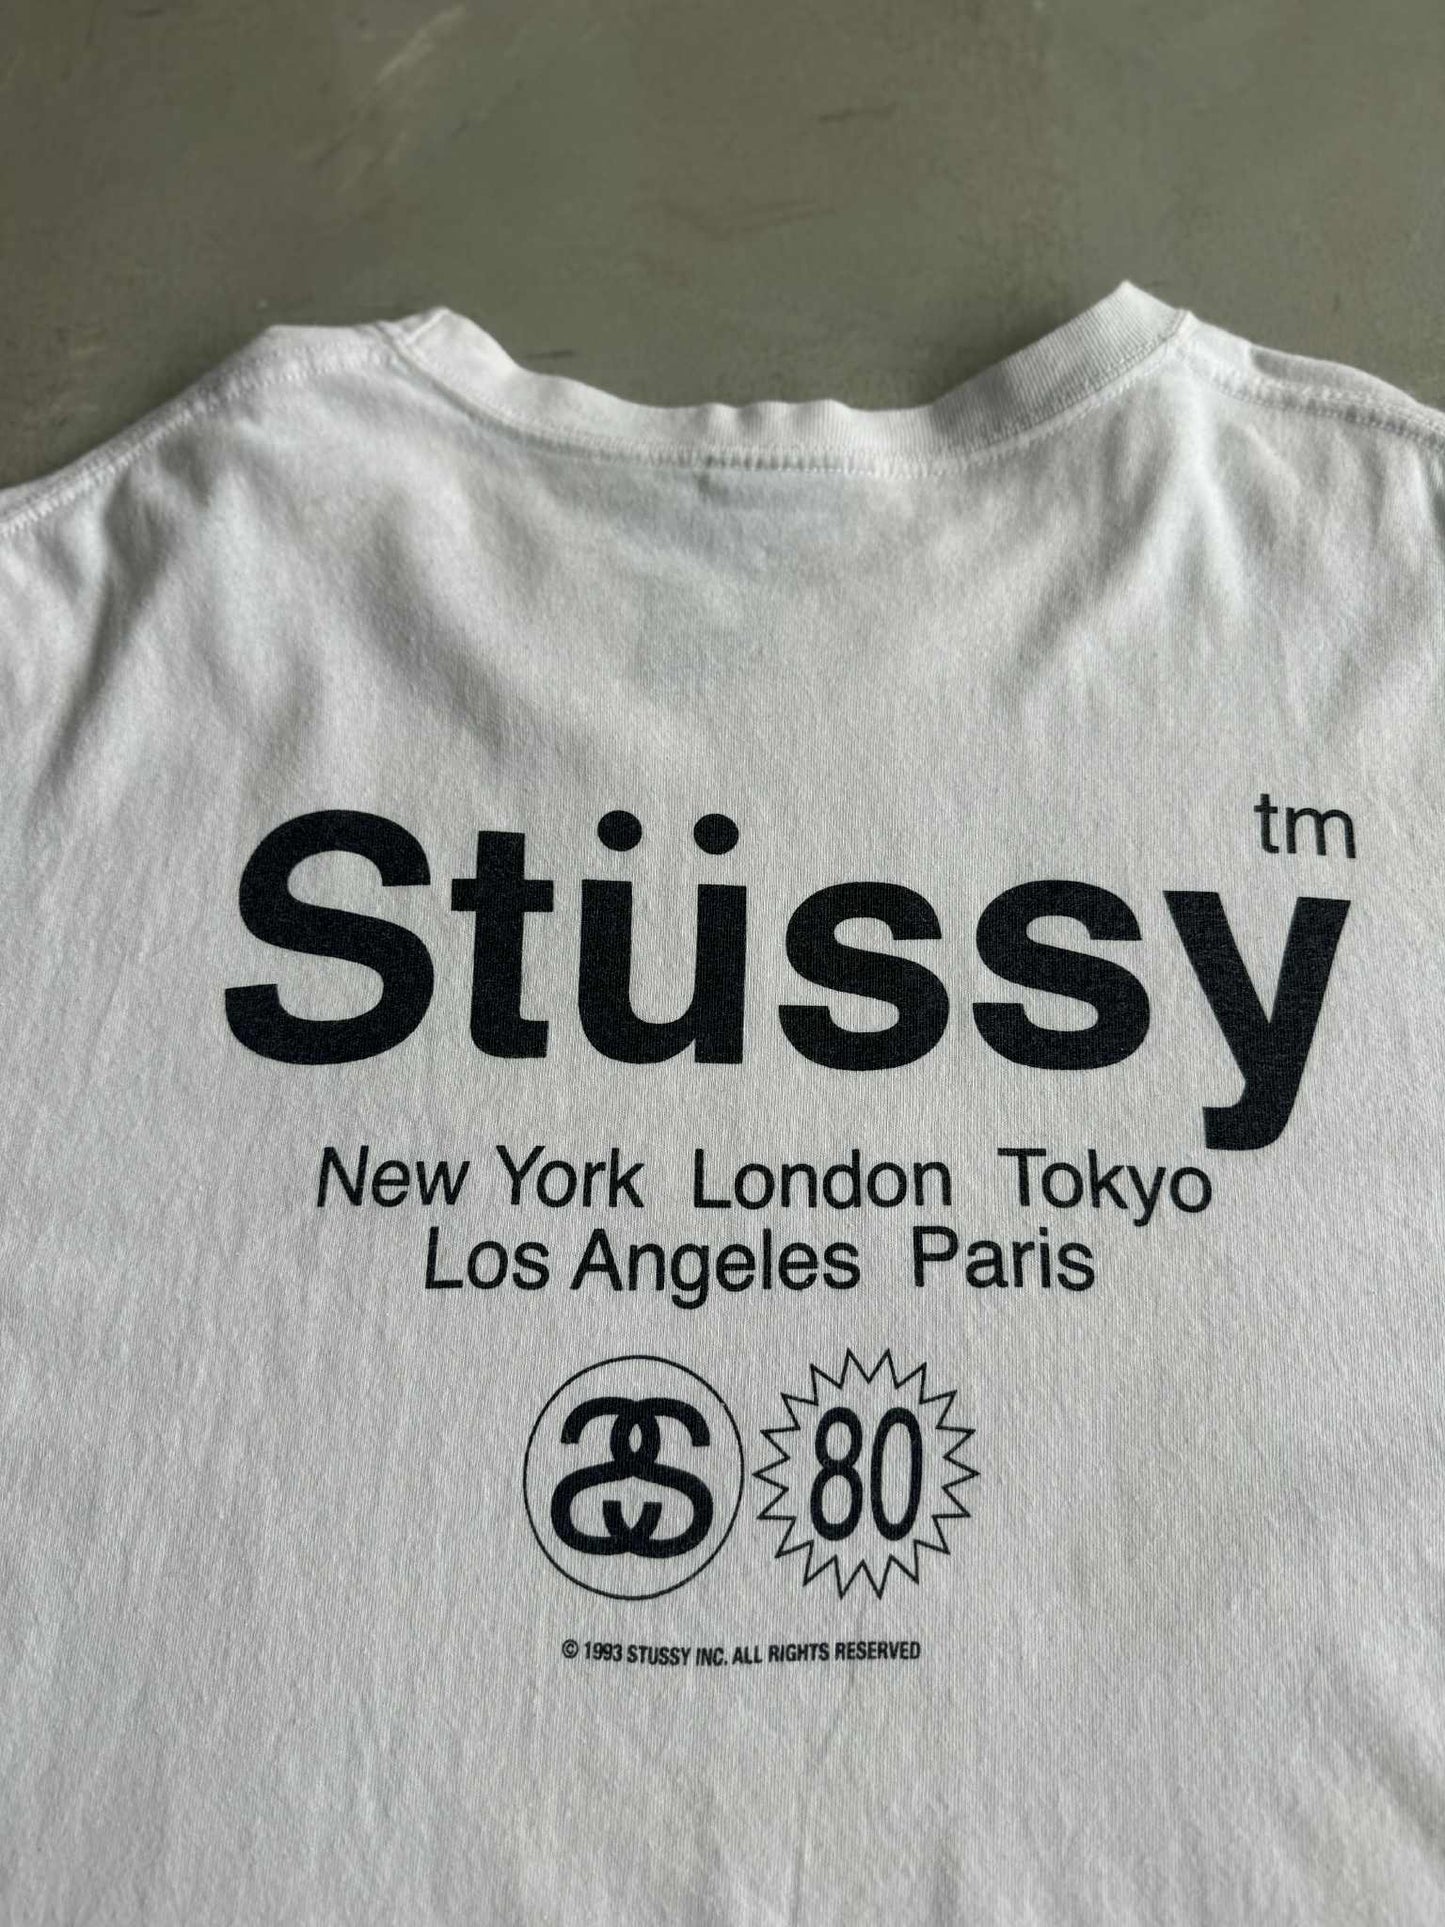 Stüssy tm
New York London Tokyo
Los Angeles Paris
80
© 1993 STUSSY INC. ALL RIGHTS RESERVED